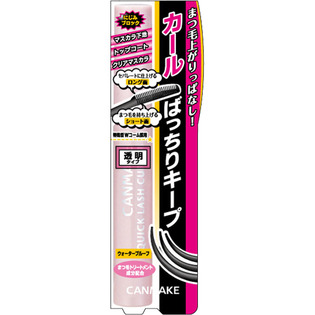 にじみ
ブロック
マスカラ下地
トップコート
クリアマスカラ
セパレートに仕上げる
ロング歯
まつ毛を持ち上げる
ショート歯
透明
タイプ
CANMAKE
QUICK LASH CU
ウォータープルーフ
まつ毛トリートメント
成分配合
まつ毛上がりっぱなし!
カール
ばっちりキープ
CANMAKE